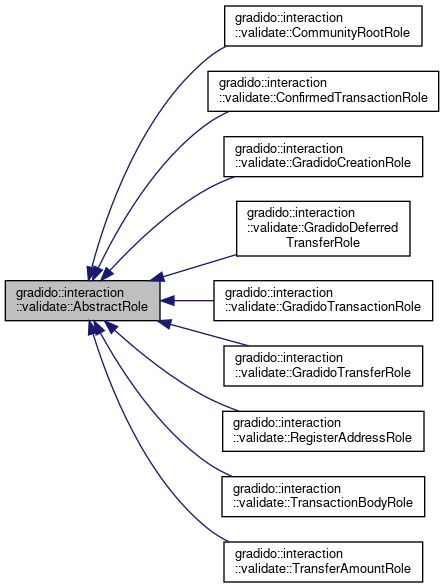 gradido::interaction
::validate::CommunityRootRole
gradido::interaction
::validate::ConfirmedTransactionRole
gradido::interaction
::validate::GradidoCreationRole
gradido::interaction
::validate::GradidoDeferred
TransferRole
gradido::interaction
::validate::AbstractRole
gradido::interaction
::validate::GradidoTransactionRole
gradido::interaction
::validate::GradidoTransferRole
gradido::interaction
::validate::RegisterAddressRole
gradido::interaction
::validate::TransactionBodyRole
gradido::interaction
::validate::TransferAmountRole